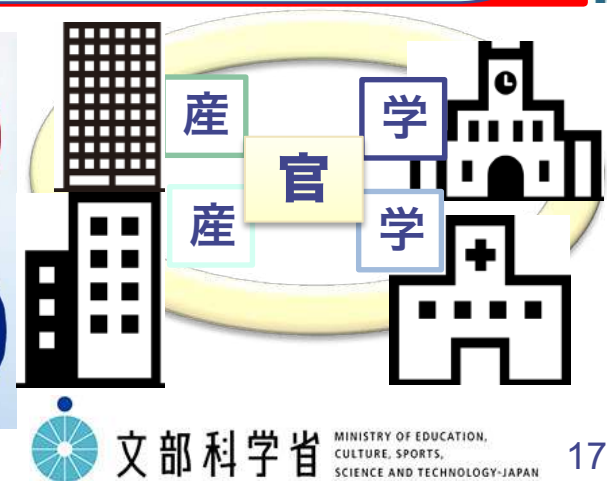 産 学
官
産 学
文部科学省
MINISTRY OF EDUCATION,
CULTURE, SPORTS,
SCIENCE AND TECHNOLOGY-JAPAN
17